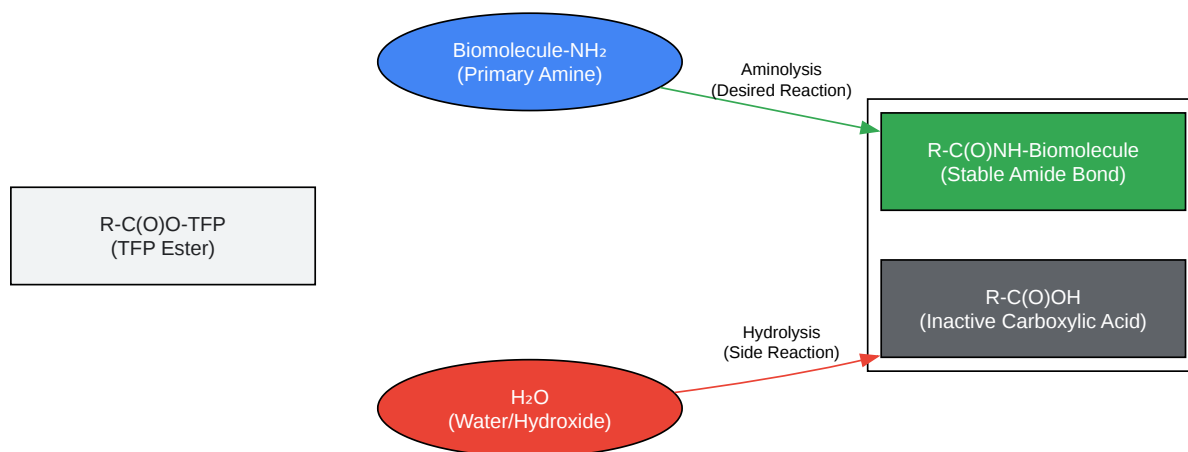 Biomolecule-NH₂
(Primary Amine)
Aminolysis
(Desired Reaction)
R-C(O)NH-Biomolecule
(Stable Amide Bond)
R-C(O)O-TFP
(TFP Ester)
R-C(O)OH
(Inactive Carboxylic Acid)
Hydrolysis
(Side Reaction)
H₂O
(Water/Hydroxide)